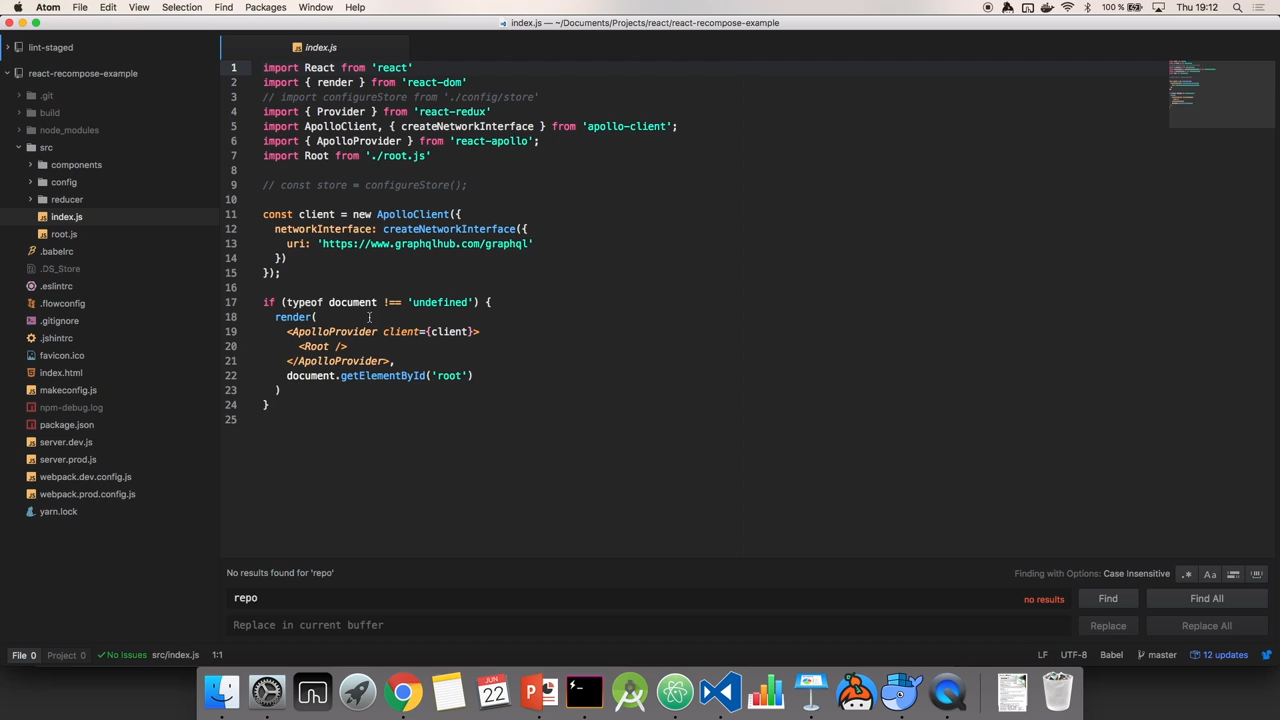 Atom File Edit View Selection Find Packages Window Help 100 % Thu 19:12
index.js — ~/Documents/Projects/react/react-recompose-example
lint-staged
react-recompose-example
.git
build
node_modules
src
components
config
reducer
index.js
root.js
.babelrc
.DS_Store
.eslintrc
.flowconfig
.gitignore
.jshintrc
favicon.ico
index.html
makeconfig.js
npm-debug.log
package.json
server.dev.js
server.prod.js
webpack.dev.config.js
webpack.prod.config.js
yarn.lock
index.js
1 import React from 'react'
2 import { render } from 'react-dom'
3 // import configureStore from './config/store'
4 import { Provider } from 'react-redux'
5 import ApolloClient, { createNetworkInterface } from 'apollo-client';
6 import { ApolloProvider } from 'react-apollo';
7 import Root from './root.js'
8
9 // const store = configureStore();
10
11 const client = new ApolloClient({
12 networkInterface: createNetworkInterface({
13 uri: 'https://www.graphqlhub.com/graphql'
14 })
15 });
16
17 if (typeof document !== 'undefined') {
18 render(
19 <ApolloProvider client={client}>
20 <Root />
21 </ApolloProvider>,
22 document.getElementById('root')
23 )
24 }
25
No results found for 'repo' Finding with Options: Case Insensitive .* Aa
repo no results Find Find All
Replace in current buffer Replace Replace All
File 0 Project 0 No Issues src/index.js 1:1 LF UTF-8 Babel master 12 updates
JUN
22